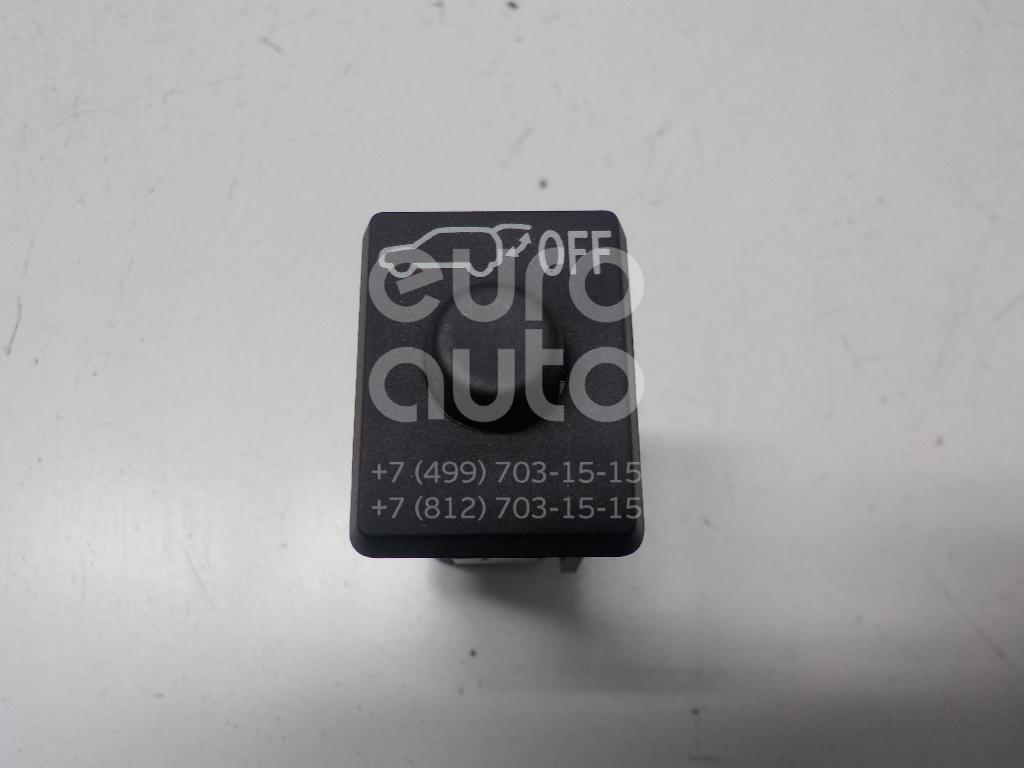 OFF
euro
auto
+7 (499) 703-15-15
+7 (812) 703-15-15